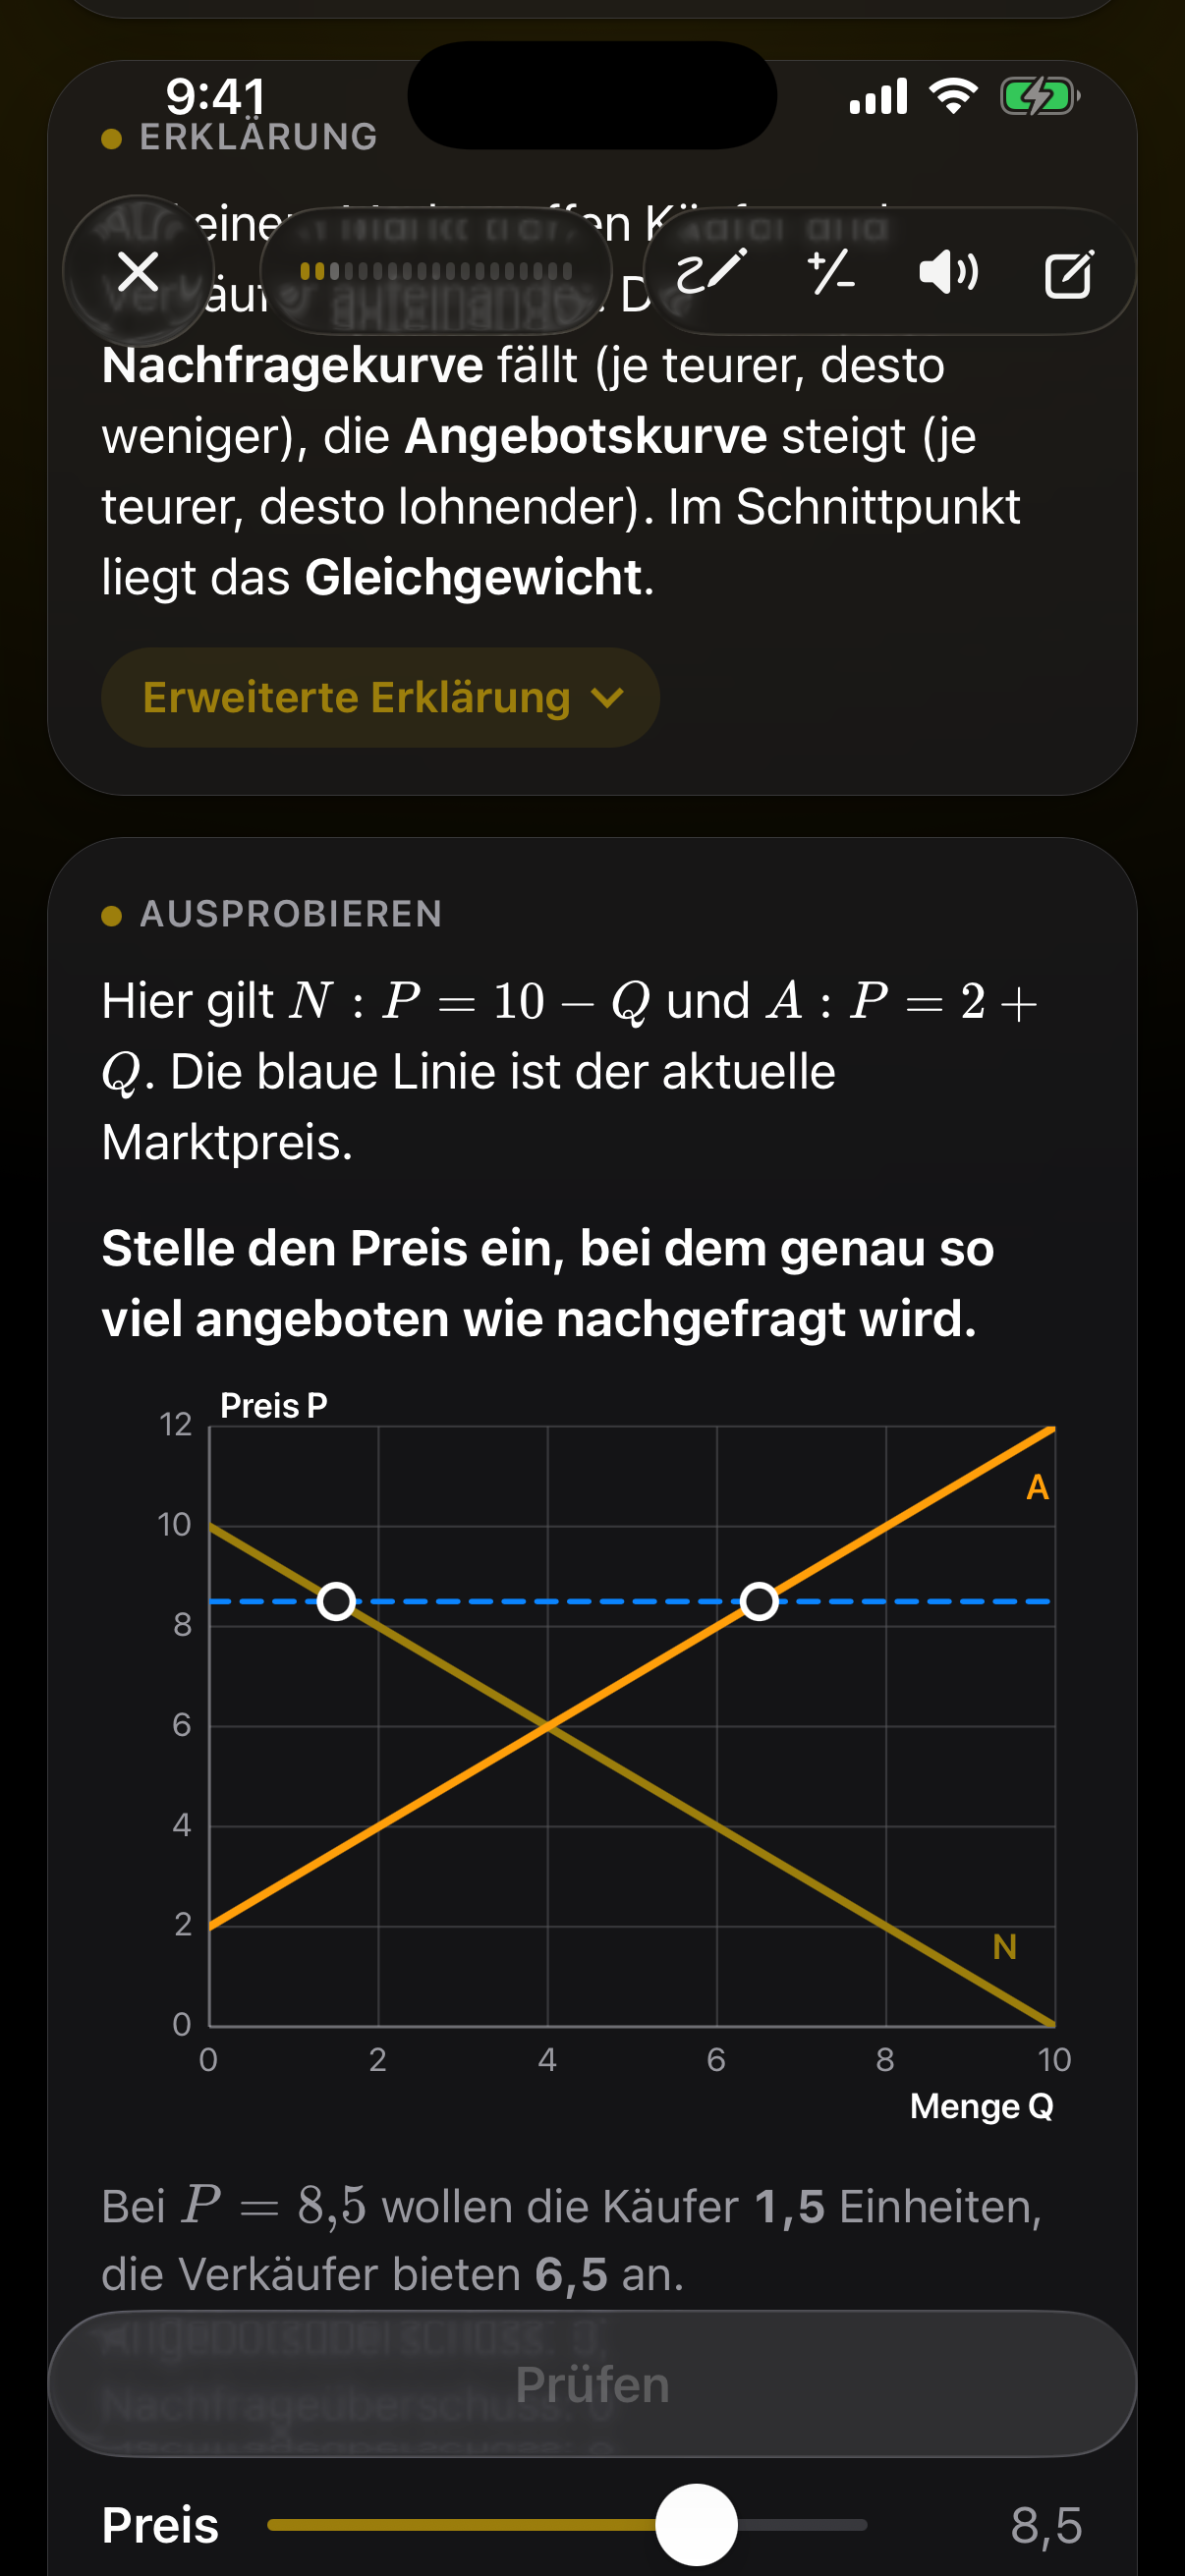 9:41
ERKLÄRUNG
Nachfragekurve fällt (je teurer, desto
weniger), die Angebotskurve steigt (je
teurer, desto lohnender). Im Schnittpunkt
liegt das Gleichgewicht.
Erweiterte Erklärung
AUSPROBIEREN
Hier gilt N : P = 10 − Q und A : P = 2 +
Q. Die blaue Linie ist der aktuelle
Marktpreis.
Stelle den Preis ein, bei dem genau so
viel angeboten wie nachgefragt wird.
Preis P
12
A
10
8
6
4
2
N
0
0 2 4 6 8 10
Menge Q
Bei P = 8,5 wollen die Käufer 1,5 Einheiten,
die Verkäufer bieten 6,5 an.
Prüfen
Preis 8,5